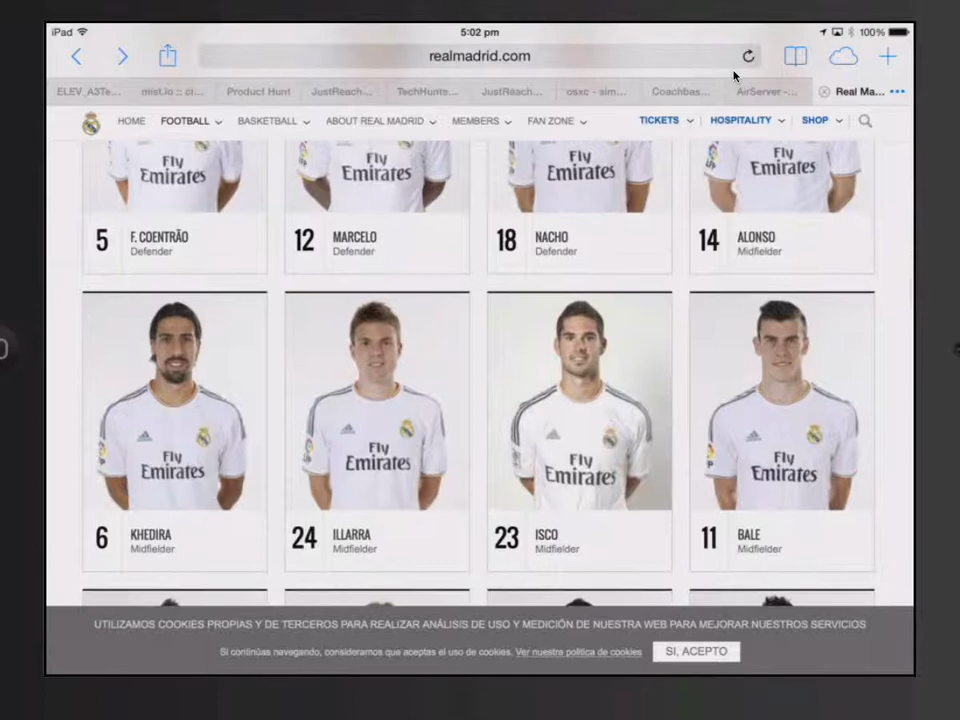 iPad 5:02 pm 100%
realmadrid.com
ELEV_A3Te... mist.io :: ci... Product Hunt JustReach... TechHunte... JustReach... osxc - sim... Coachbas... AirServer -... Real Ma...
HOME FOOTBALL BASKETBALL ABOUT REAL MADRID MEMBERS FAN ZONE TICKETS HOSPITALITY SHOP
Fly Emirates
Fly Emirates
Fly Emirates
Fly Emirates
5 F. COENTRÃO
Defender
12 MARCELO
Defender
18 NACHO
Defender
14 ALONSO
Midfielder
Fly Emirates
Fly Emirates
Fly Emirates
Fly Emirates
6 KHEDIRA
Midfielder
24 ILLARRA
Midfielder
23 ISCO
Midfielder
11 BALE
Midfielder
UTILIZAMOS COOKIES PROPIAS Y DE TERCEROS PARA REALIZAR ANÁLISIS DE USO Y MEDICIÓN DE NUESTRA WEB PARA MEJORAR NUESTROS SERVICIOS
Si continúas navegando, consideramos que aceptas el uso de cookies. Ver nuestra política de cookies SI, ACEPTO